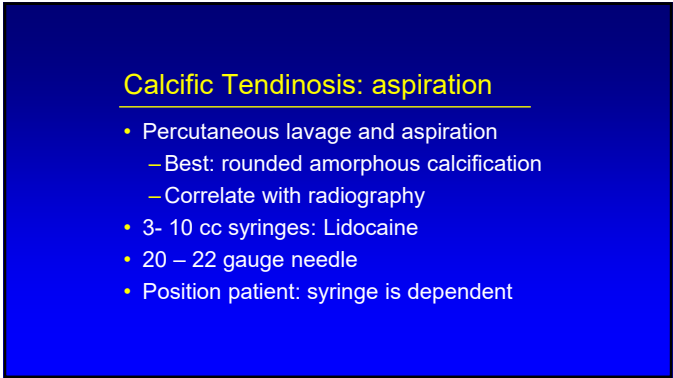 Calcific Tendinosis: aspiration
• Percutaneous lavage and aspiration
–Best: rounded amorphous calcification
–Correlate with radiography
• 3- 10 cc syringes: Lidocaine
• 20 – 22 gauge needle
• Position patient: syringe is dependent